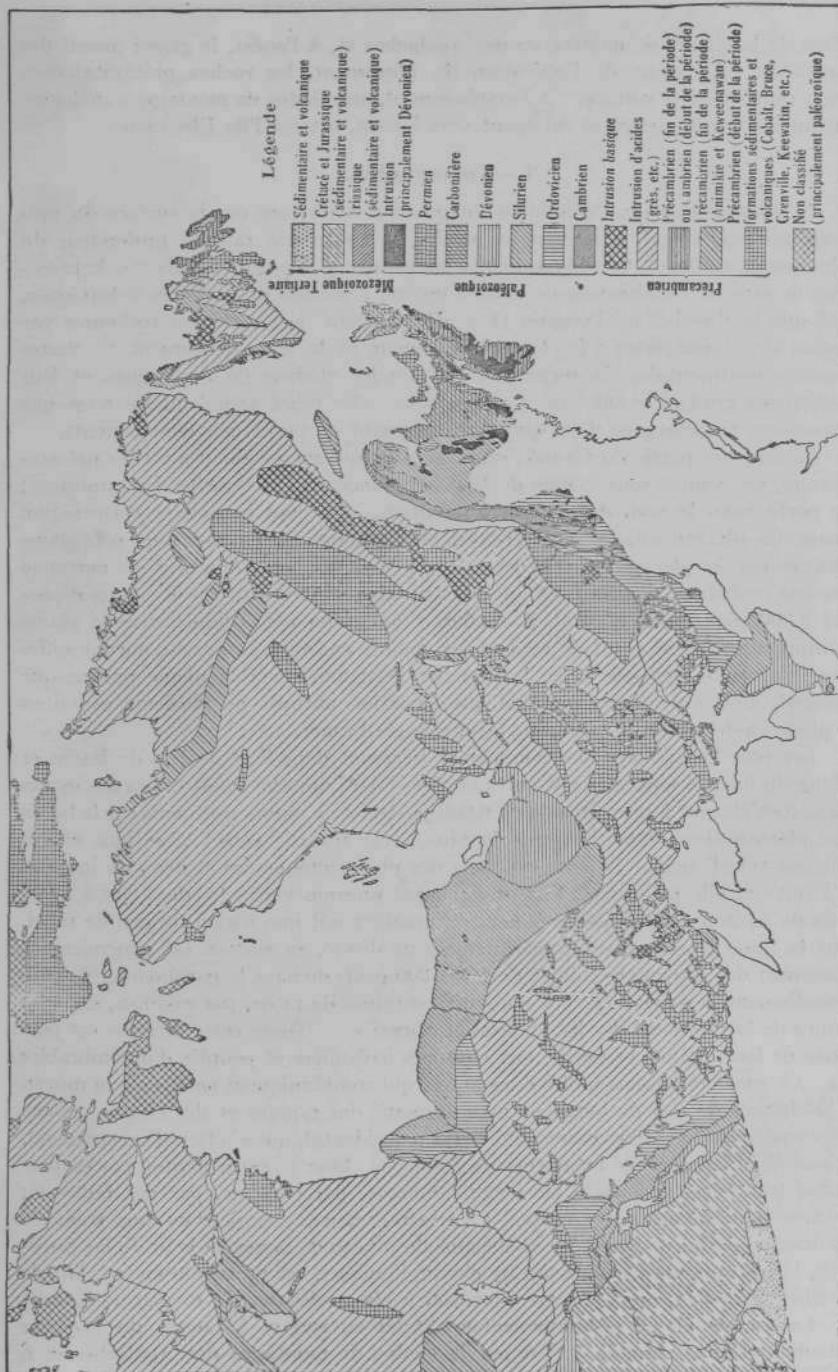 Légende
Sédimentaire et volcanique
Crétacé et Jurassique
(sédimentaire et volcanique)
Triasique
(sédimentaire et volcanique)
Intrusion
(principalement Dévonien)
Permien
Carbonifère
Dévonien
Silurien
Ordovicien
Cambrien
Intrusion basique
Intrusion d'acides
(grès, etc.)
Précambrien (fin de la période)
ou Cambrien (début de la période)
Précambrien (fin de la période)
(Animikie et Keweenawan)
Précambrien (début de la période)
formations sédimentaires et
volcaniques (Cobalt, Bruce,
Grenville, Keewatin, etc.)
Non classifié
(principalement paléozoïque)
Tertiaire
Mézozoïque
Paléozoïque
Précambrien